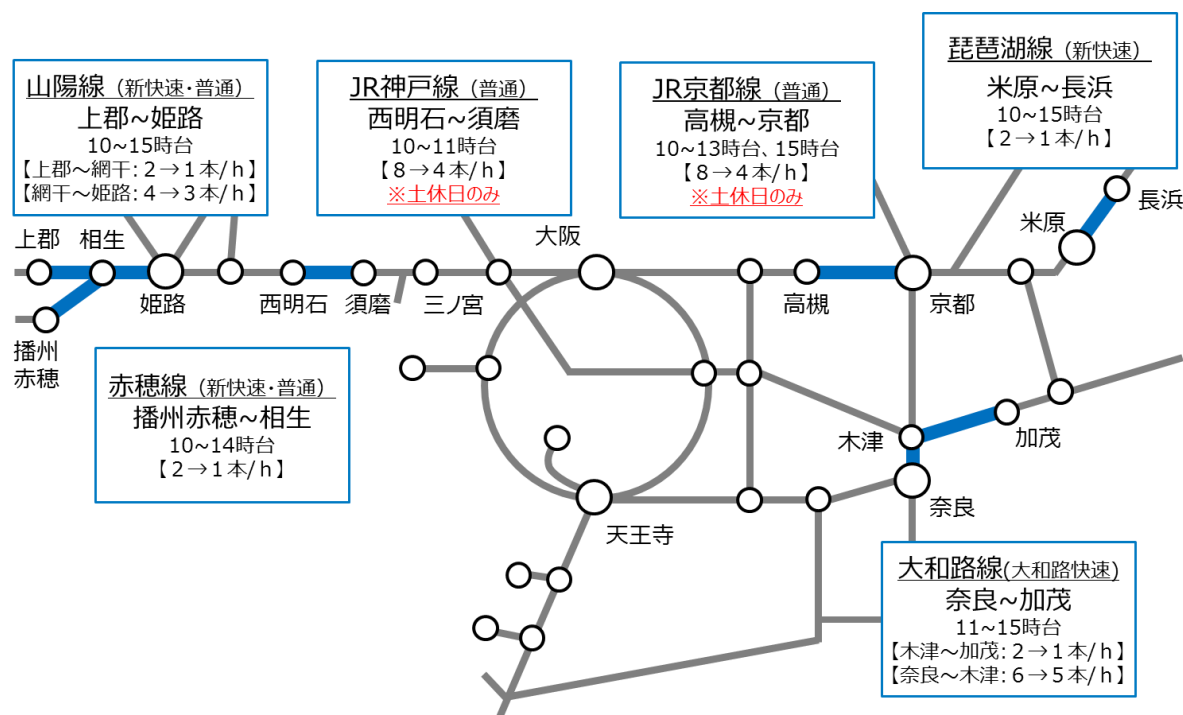 山陽線 (新快速・普通)
上郡~姫路
10~15時台
【上郡~網干: 2→1本/h】
【網干~姫路: 4→3本/h】
JR神戸線 (普通)
西明石~須磨
10~11時台
【8→4本/h】
※土休日のみ
JR京都線 (普通)
高槻~京都
10~13時台、15時台
【8→4本/h】
※土休日のみ
琵琶湖線 (新快速)
米原~長浜
10~15時台
【2→1本/h】
上郡
相生
姫路
西明石
須磨
三ノ宮
大阪
高槻
京都
米原
長浜
播州
赤穂
赤穂線 (新快速・普通)
播州赤穂~相生
10~14時台
【2→1本/h】
木津
加茂
奈良
天王寺
大和路線(大和路快速)
奈良~加茂
11~15時台
【木津~加茂: 2→1本/h】
【奈良~木津: 6→5本/h】